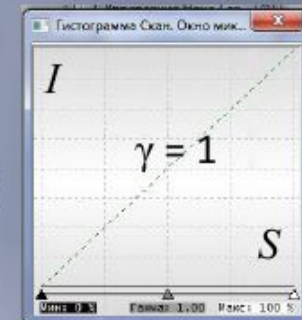 Гистограмма Скан. Окно мик...
I
γ = 1
S
Мин: 0 % Гамма: 1.00 Макс: 100 %